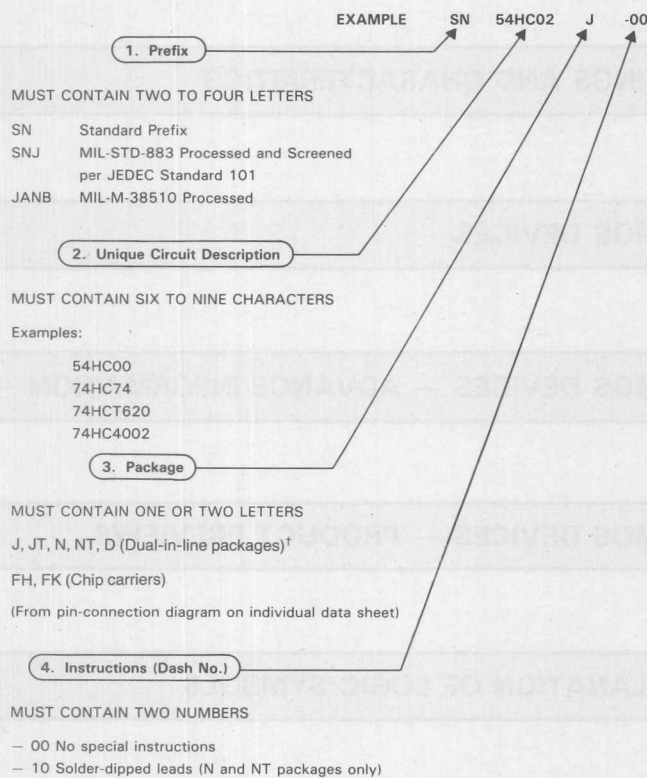 EXAMPLE SN 54HC02 J -00
1. Prefix
MUST CONTAIN TWO TO FOUR LETTERS
SN Standard Prefix
SNJ MIL-STD-883 Processed and Screened
per JEDEC Standard 101
JANB MIL-M-38510 Processed
2. Unique Circuit Description
MUST CONTAIN SIX TO NINE CHARACTERS
Examples:
54HC00
74HC74
74HCT620
74HC4002
3. Package
MUST CONTAIN ONE OR TWO LETTERS
J, JT, N, NT, D (Dual-in-line packages)†
FH, FK (Chip carriers)
(From pin-connection diagram on individual data sheet)
4. Instructions (Dash No.)
MUST CONTAIN TWO NUMBERS
– 00 No special instructions
– 10 Solder-dipped leads (N and NT packages only)